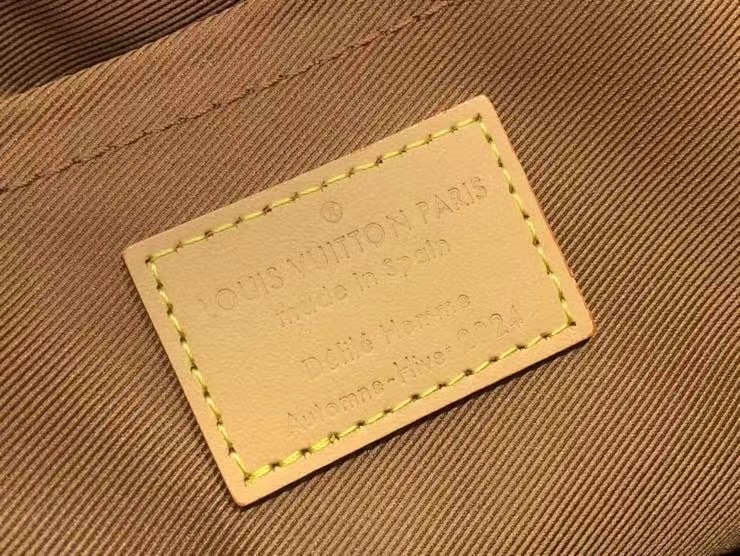 ®
LOUIS VUITTON PARIS
made in Spain
Défilé Homme
Automne-Hiver 2024